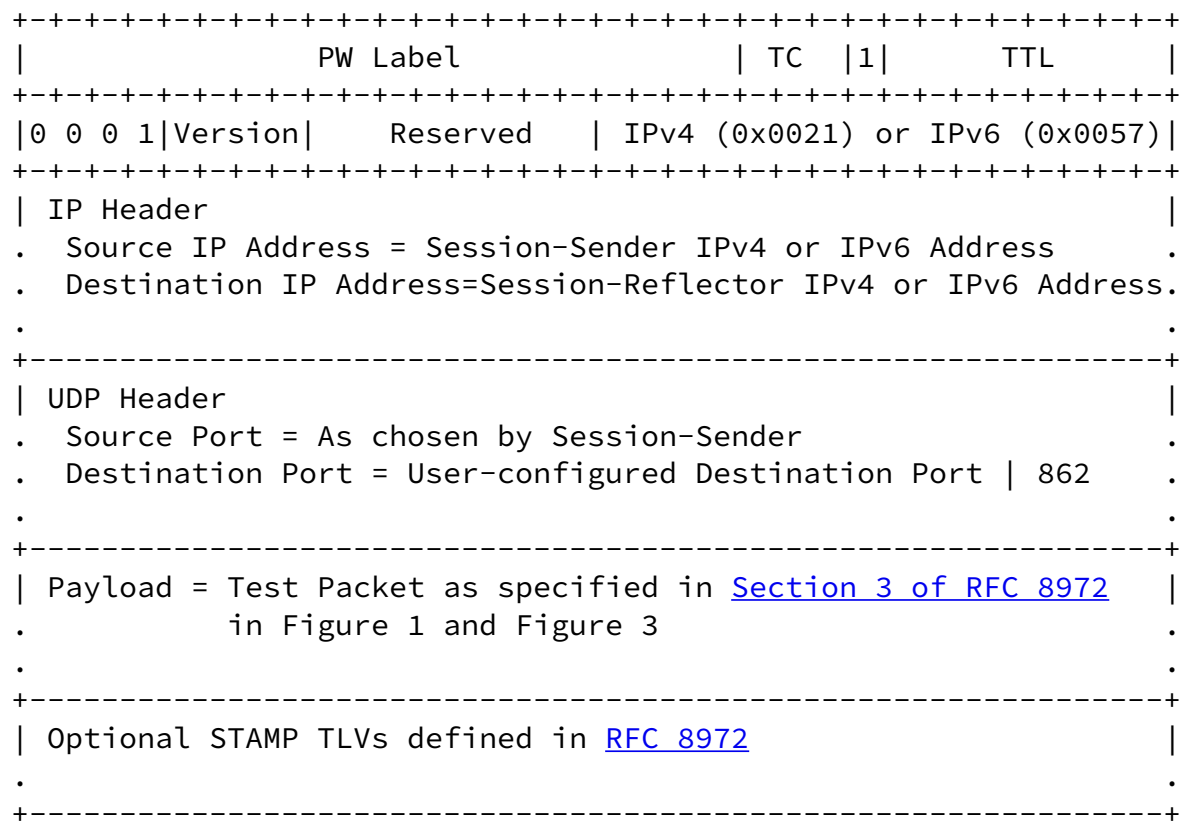 +-+-+-+-+-+-+-+-+-+-+-+-+-+-+-+-+-+-+-+-+-+-+-+-+-+-+-+-+-+-+-+-+
|                PW Label               | TC  |1|      TTL      |
+-+-+-+-+-+-+-+-+-+-+-+-+-+-+-+-+-+-+-+-+-+-+-+-+-+-+-+-+-+-+-+-+
|0 0 0 1|Version|    Reserved   | IPv4 (0x0021) or IPv6 (0x0057)|
+-+-+-+-+-+-+-+-+-+-+-+-+-+-+-+-+-+-+-+-+-+-+-+-+-+-+-+-+-+-+-+-+
| IP Header                                                     |
.  Source IP Address = Session-Sender IPv4 or IPv6 Address      .
.  Destination IP Address=Session-Reflector IPv4 or IPv6 Address.
.                                                               .
+---------------------------------------------------------------+
| UDP Header                                                    |
.  Source Port = As chosen by Session-Sender                    .
.  Destination Port = User-configured Destination Port | 862    .
.                                                               .
+---------------------------------------------------------------+
| Payload = Test Packet as specified in Section 3 of RFC 8972   |
.           in Figure 1 and Figure 3                            .
.                                                               .
+---------------------------------------------------------------+
| Optional STAMP TLVs defined in RFC 8972                       |
.                                                               .
+---------------------------------------------------------------+